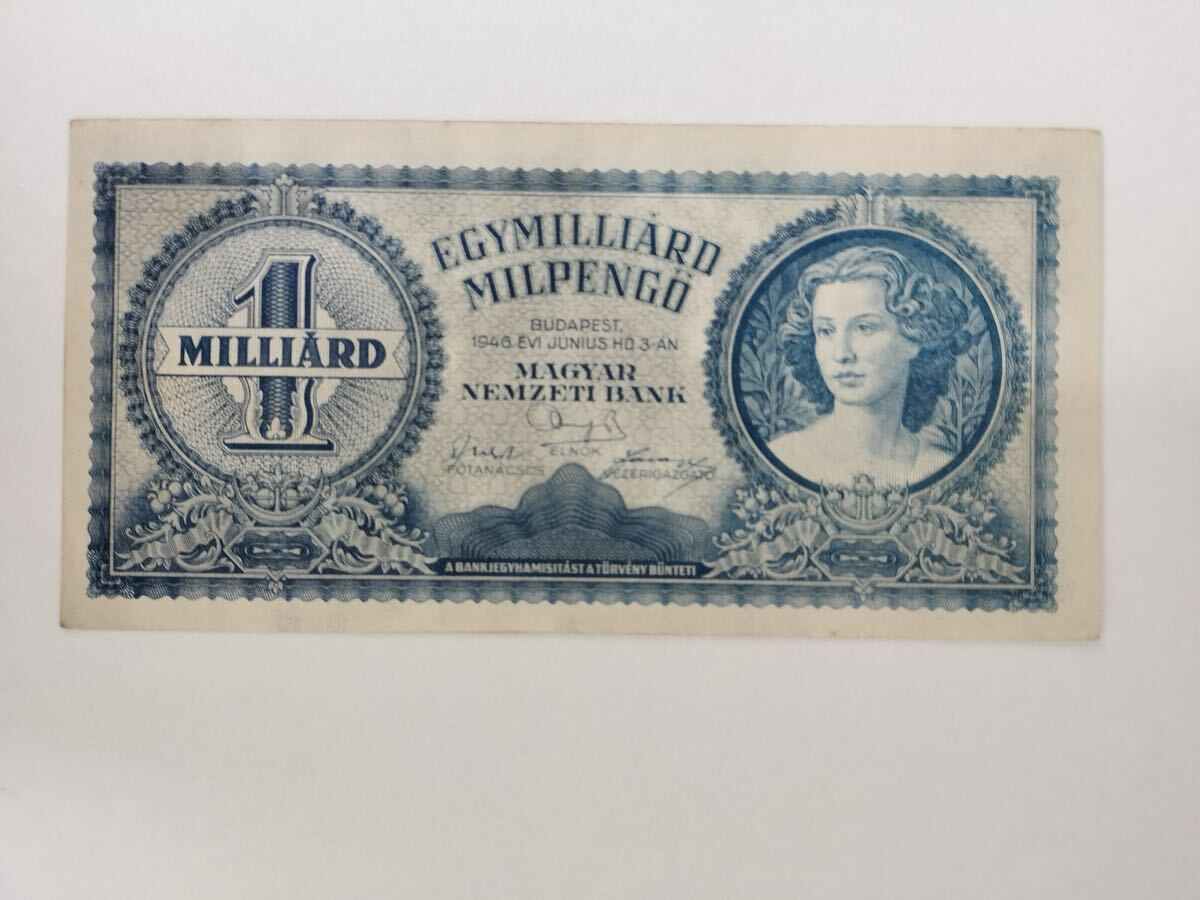 EGYMILLIÁRD
MILPENGŐ
1
MILLIÁRD
BUDAPEST,
1946. ÉVI JÚNIUS HÓ 3-ÁN
MAGYAR
NEMZETI BANK
ELNÖK
FŐTANÁCSOS
VEZÉRIGAZGATÓ
A BANKJEGYHAMISITÁST A TÖRVÉNY BÜNTETI